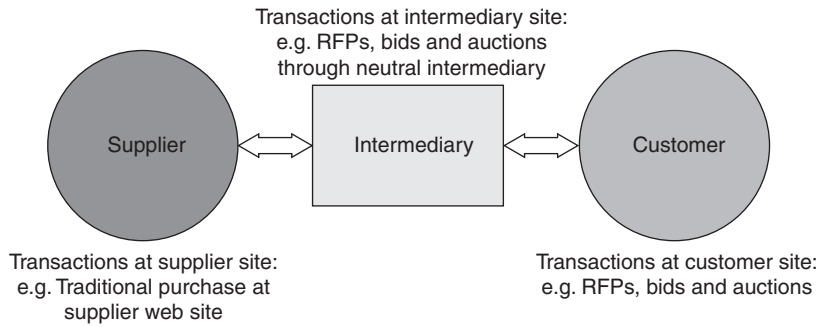 Transactions at intermediary site:
e.g. RFPs, bids and auctions
through neutral intermediary
Supplier
Intermediary
Customer
Transactions at supplier site:
e.g. Traditional purchase at
supplier web site
Transactions at customer site:
e.g. RFPs, bids and auctions